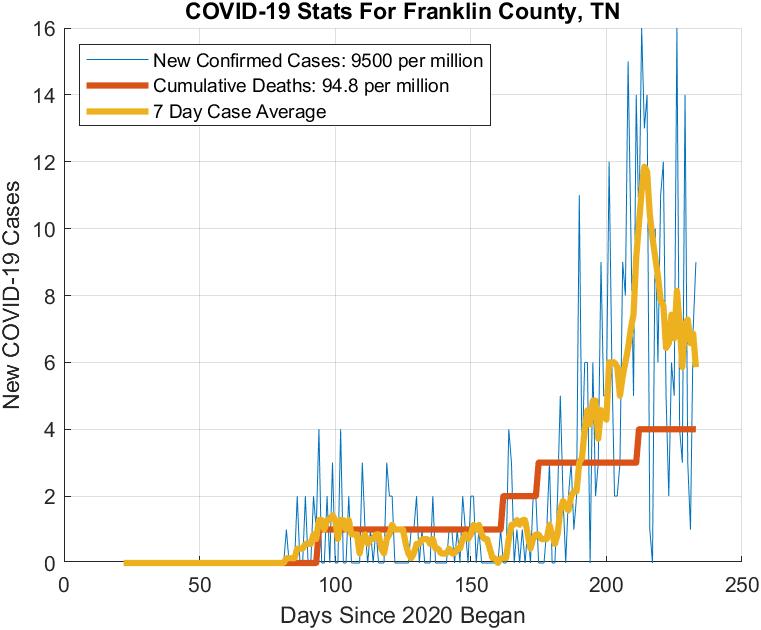 COVID-19 Stats For Franklin County, TN
New Confirmed Cases: 9500 per million
Cumulative Deaths: 94.8 per million
7 Day Case Average
New COVID-19 Cases
16
14
12
10
8
6
4
2
0
0 50 100 150 200 250
Days Since 2020 Began